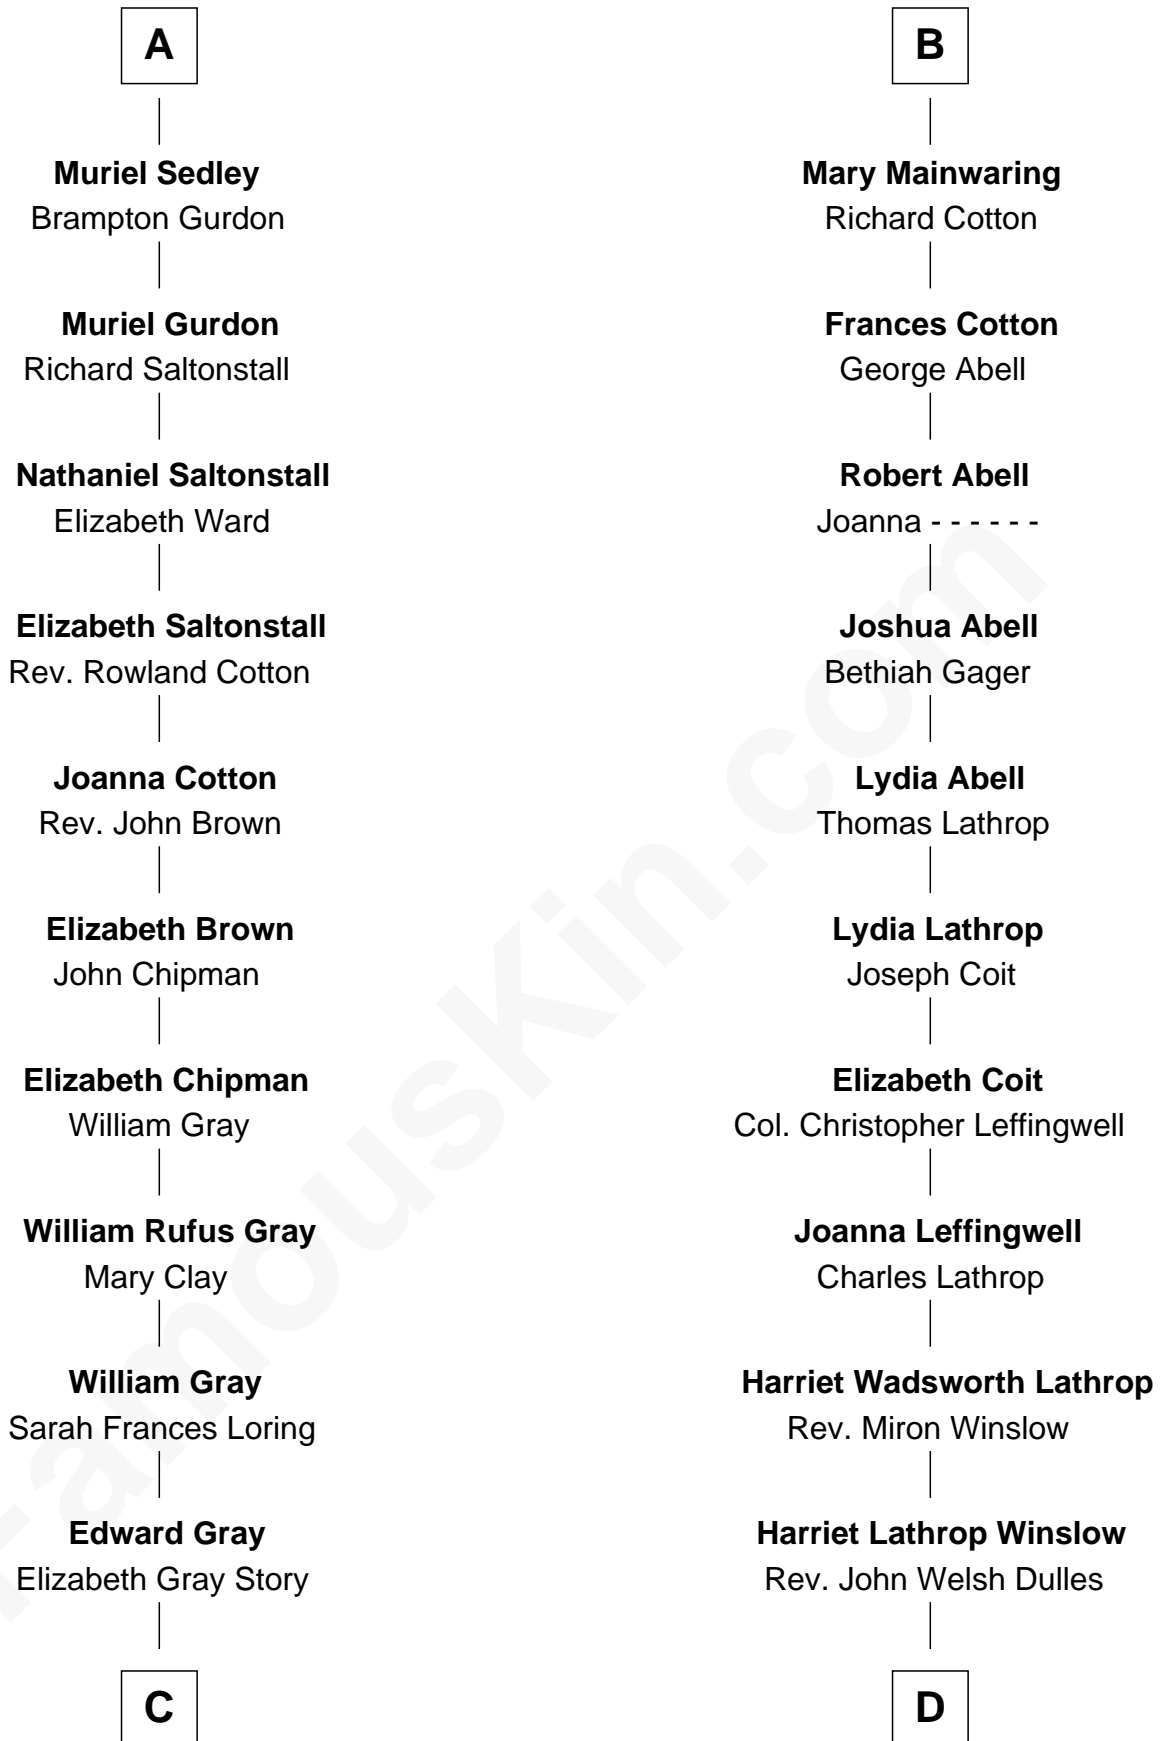 A
Muriel Sedley
Brampton Gurdon
Muriel Gurdon
Richard Saltonstall
Nathaniel Saltonstall
Elizabeth Ward
Elizabeth Saltonstall
Rev. Rowland Cotton
Joanna Cotton
Rev. John Brown
Elizabeth Brown
John Chipman
Elizabeth Chipman
William Gray
William Rufus Gray
Mary Clay
William Gray
Sarah Frances Loring
Edward Gray
Elizabeth Gray Story
C
B
Mary Mainwaring
Richard Cotton
Frances Cotton
George Abell
Robert Abell
Joanna - - - - - -
Joshua Abell
Bethiah Gager
Lydia Abell
Thomas Lathrop
Lydia Lathrop
Joseph Coit
Elizabeth Coit
Col. Christopher Leffingwell
Joanna Leffingwell
Charles Lathrop
Harriet Wadsworth Lathrop
Rev. Miron Winslow
Harriet Lathrop Winslow
Rev. John Welsh Dulles
D
FamousKin.com